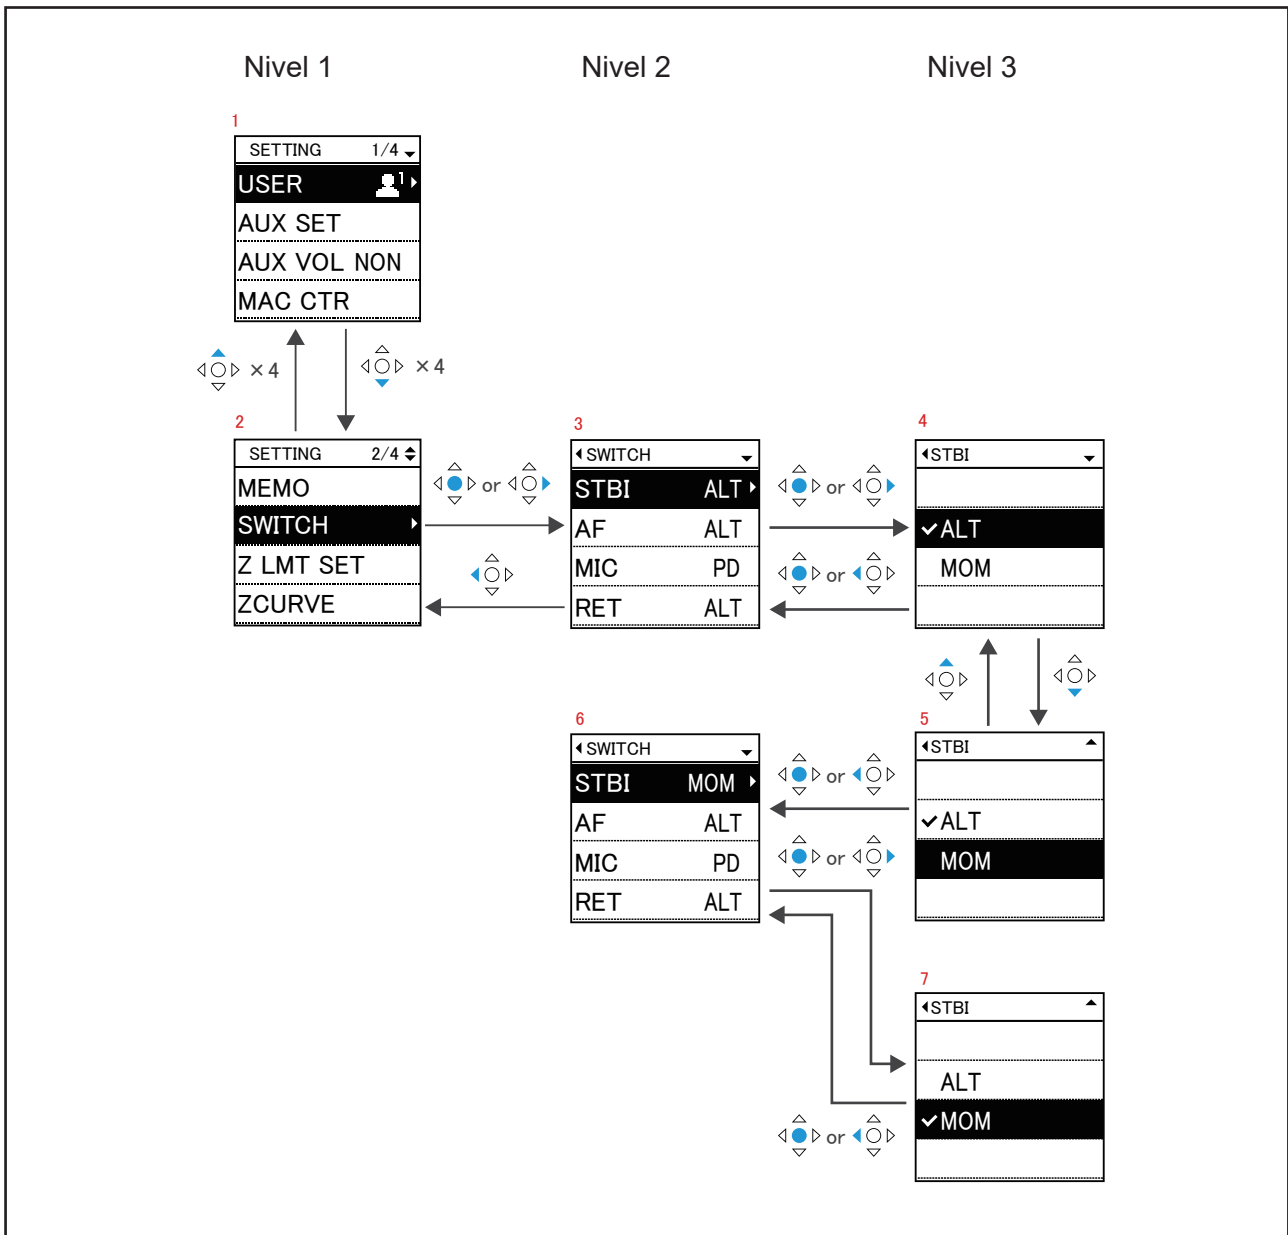 Nivel 1 Nivel 2 Nivel 3
1
SETTING 1/4
USER 1
AUX SET
AUX VOL NON
MAC CTR
×4 ×4
2
SETTING 2/4
MEMO
SWITCH
Z LMT SET
ZCURVE
or
3
SWITCH
STBI ALT
AF ALT
MIC PD
RET ALT
or
or
4
STBI
ALT
MOM
6
SWITCH
STBI MOM
AF ALT
MIC PD
RET ALT
or
or
5
STBI
ALT
MOM
7
STBI
ALT
MOM
or